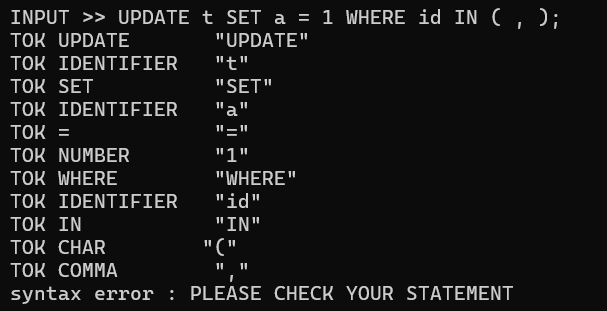 INPUT >> UPDATE t SET a = 1 WHERE id IN ( , );
TOK UPDATE "UPDATE"
TOK IDENTIFIER "t"
TOK SET "SET"
TOK IDENTIFIER "a"
TOK = "="
TOK NUMBER "1"
TOK WHERE "WHERE"
TOK IDENTIFIER "id"
TOK IN "IN"
TOK CHAR "("
TOK COMMA ","
syntax error : PLEASE CHECK YOUR STATEMENT